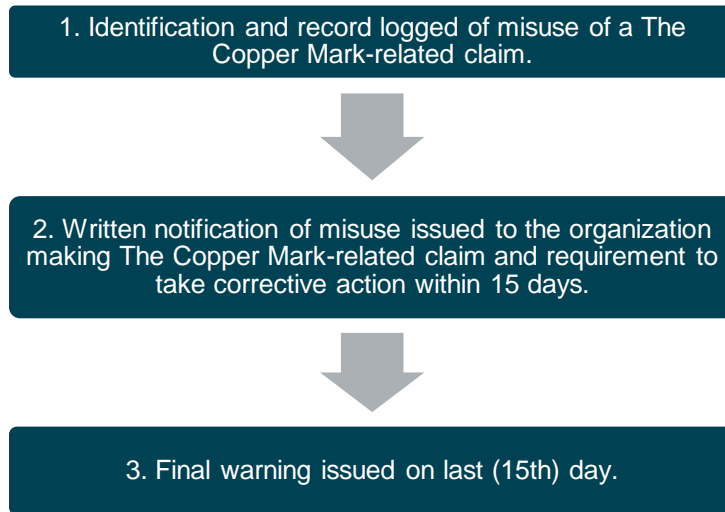 1. Identification and record logged of misuse of a The
Copper Mark-related claim.
2. Written notification of misuse issued to the organization
making The Copper Mark-related claim and requirement to
take corrective action within 15 days.
3. Final warning issued on last (15th) day.